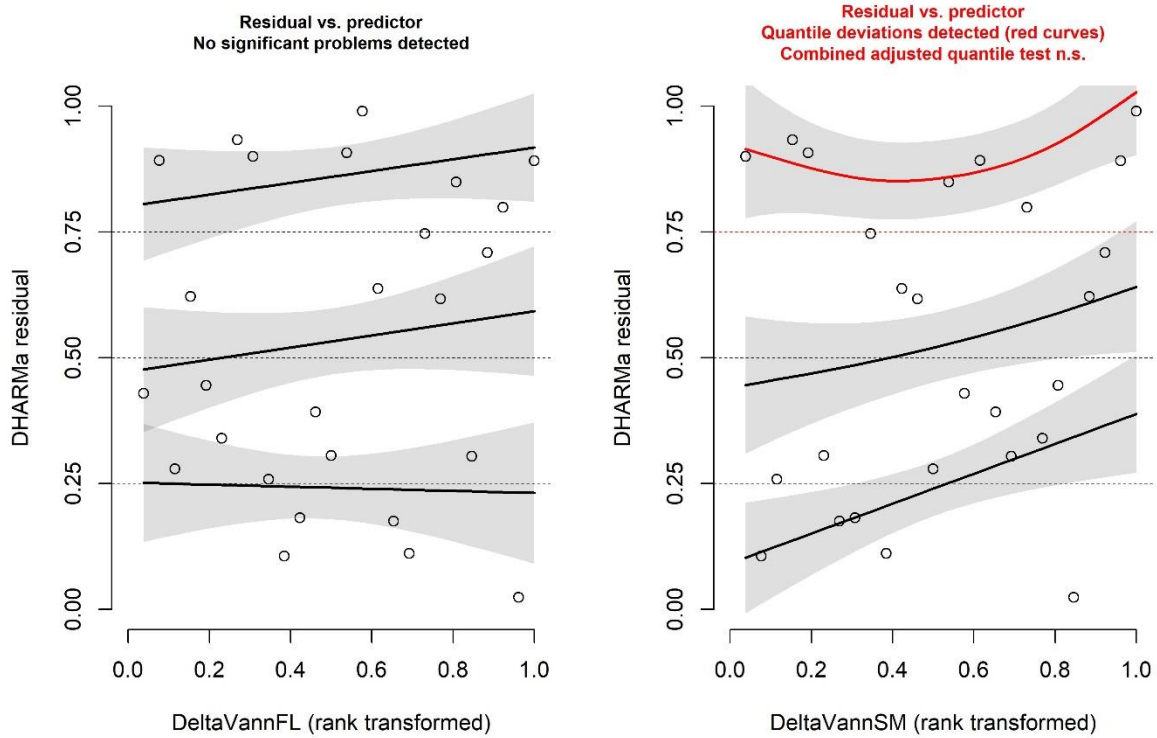 Residual vs. predictor
No significant problems detected
DHARMa residual
1.00
0.75
0.50
0.25
0.00
0.0 0.2 0.4 0.6 0.8 1.0
DeltaVannFL (rank transformed)
Residual vs. predictor
Quantile deviations detected (red curves)
Combined adjusted quantile test n.s.
DHARMa residual
1.00
0.75
0.50
0.25
0.00
0.0 0.2 0.4 0.6 0.8 1.0
DeltaVannSM (rank transformed)